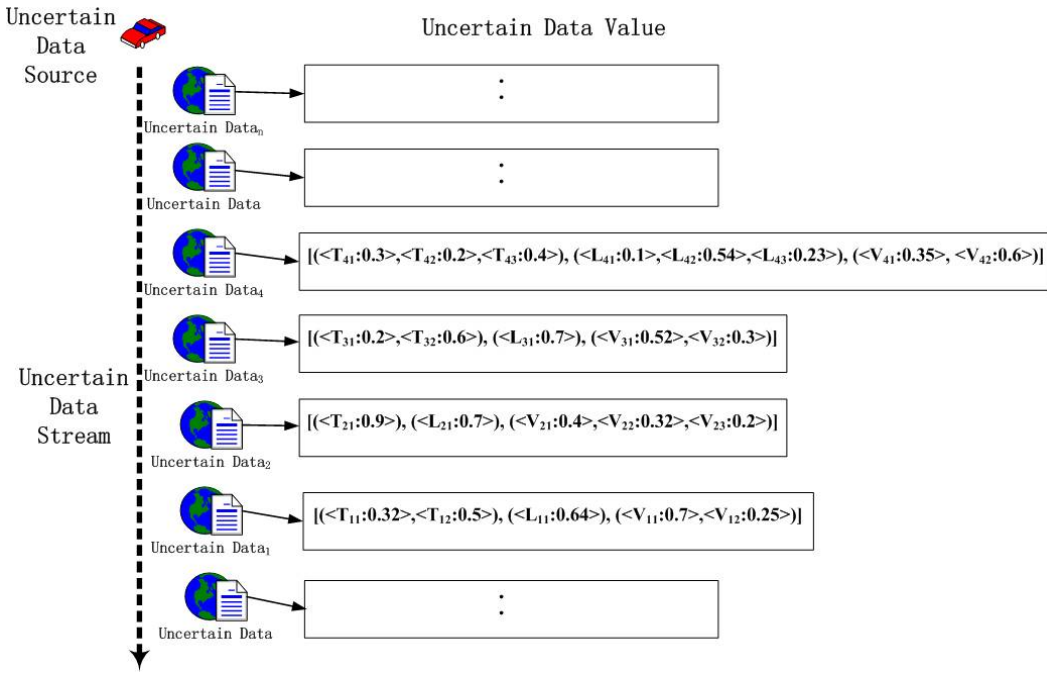 Uncertain
Data
Source
Uncertain Data Value
:
Uncertain Dataₙ
:
Uncertain Data
[(<T₄₁:0.3>,<T₄₂:0.2>,<T₄₃:0.4>), (<L₄₁:0.1>,<L₄₂:0.54>,<L₄₃:0.23>), (<V₄₁:0.35>, <V₄₂:0.6>)]
Uncertain Data₄
[(<T₃₁:0.2>,<T₃₂:0.6>), (<L₃₁:0.7>), (<V₃₁:0.52>,<V₃₂:0.3>)]
Uncertain Data₃
Uncertain
Data
Stream
[(<T₂₁:0.9>), (<L₂₁:0.7>), (<V₂₁:0.4>,<V₂₂:0.32>,<V₂₃:0.2>)]
Uncertain Data₂
[(<T₁₁:0.32>,<T₁₂:0.5>), (<L₁₁:0.64>), (<V₁₁:0.7>,<V₁₂:0.25>)]
Uncertain Data₁
:
Uncertain Data